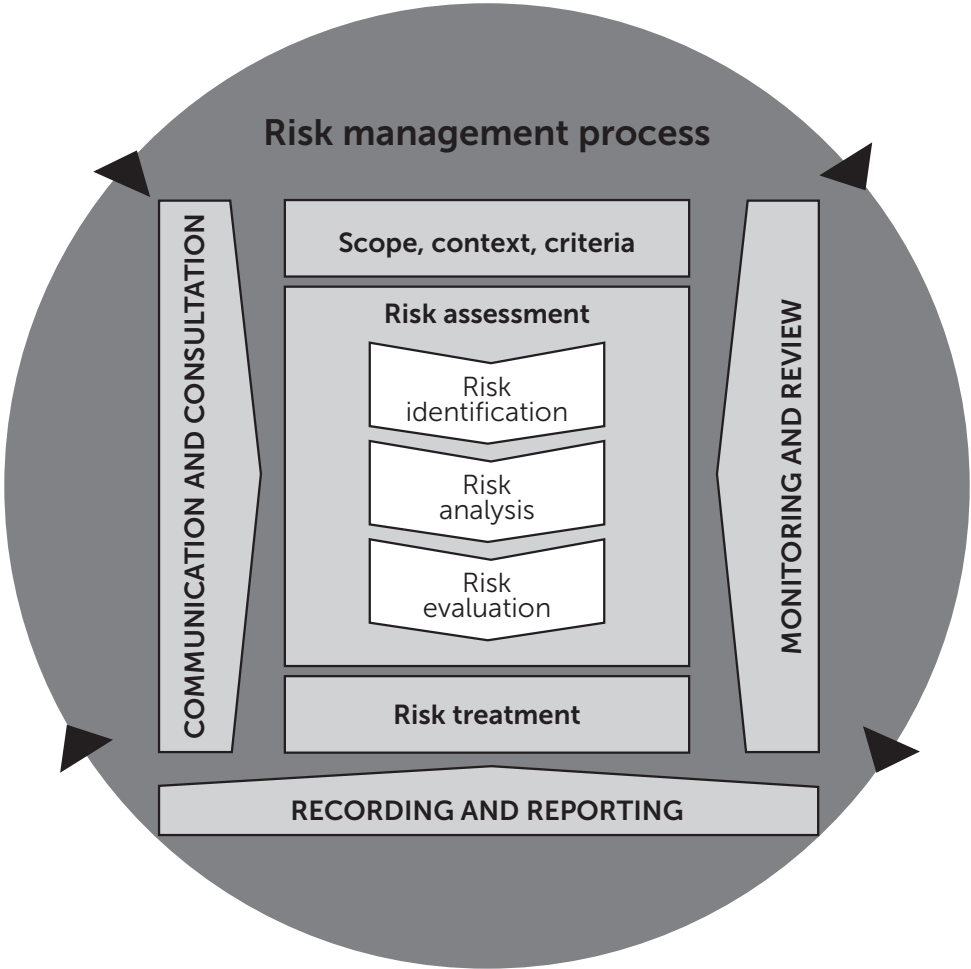 Risk management process
COMMUNICATION AND CONSULTATION
Scope, context, criteria
Risk assessment
Risk
identification
Risk
analysis
Risk
evaluation
Risk treatment
MONITORING AND REVIEW
RECORDING AND REPORTING